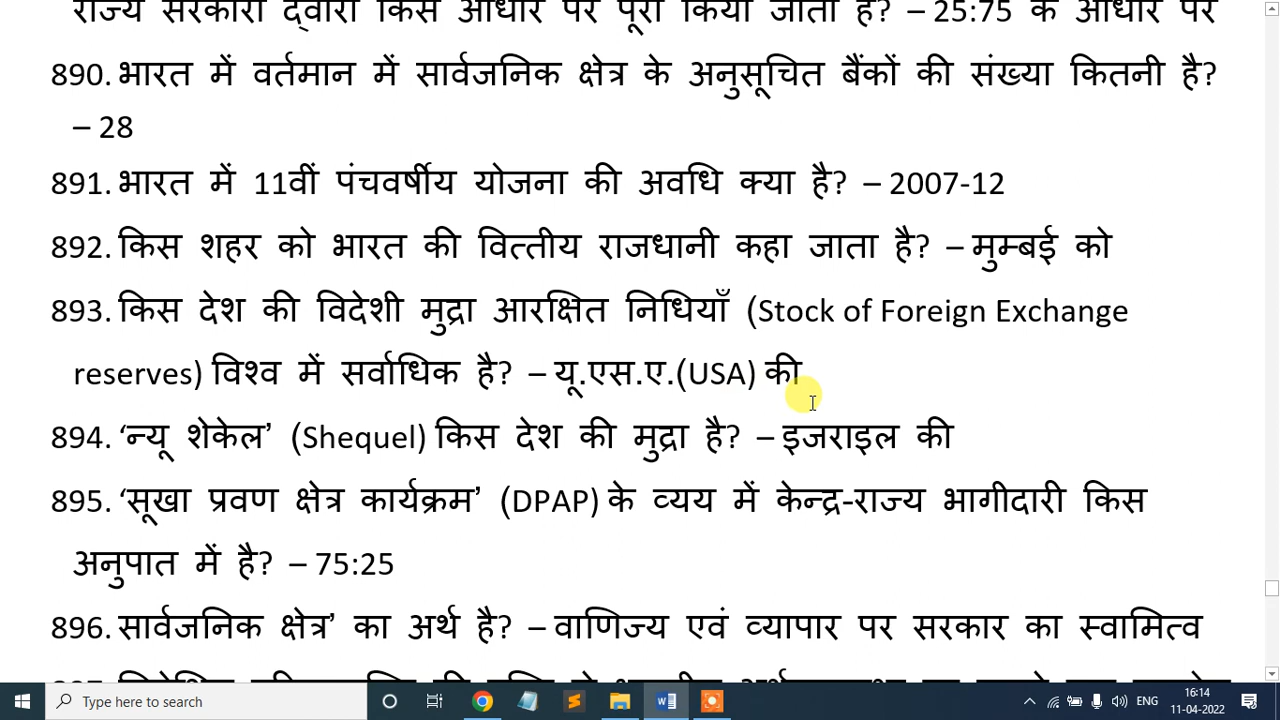 राज्य सरकारों द्वारा किस आधार पर पूरा किया जाता है? – 25:75 के आधार पर
890. भारत में वर्तमान में सार्वजनिक क्षेत्र के अनुसूचित बैंकों की संख्या कितनी है?
– 28
891. भारत में 11वीं पंचवर्षीय योजना की अवधि क्या है? – 2007-12
892. किस शहर को भारत की वित्तीय राजधानी कहा जाता है? – मुम्बई को
893. किस देश की विदेशी मुद्रा आरक्षित निधियाँ (Stock of Foreign Exchange
reserves) विश्व में सर्वाधिक है? – यू.एस.ए.(USA) की
894. ‘न्यू शेकेल’ (Shequel) किस देश की मुद्रा है? – इजराइल की
895. ‘सूखा प्रवण क्षेत्र कार्यक्रम’ (DPAP) के व्यय में केन्द्र-राज्य भागीदारी किस
अनुपात में है? – 75:25
896. सार्वजनिक क्षेत्र’ का अर्थ है? – वाणिज्य एवं व्यापार पर सरकार का स्वामित्व
Type here to search
ENG
16:14
11-04-2022